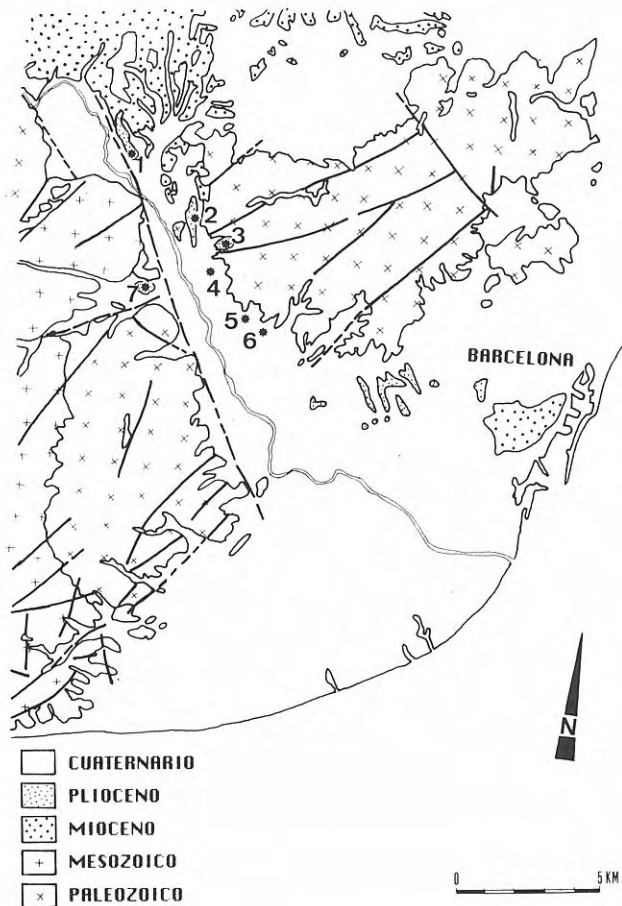 1
2
3
4
7
5
6
BARCELONA
N
CUATERNARIO
PLIOCENO
MIOCENO
MESOZOICO
PALEOZOICO
0 5 KM